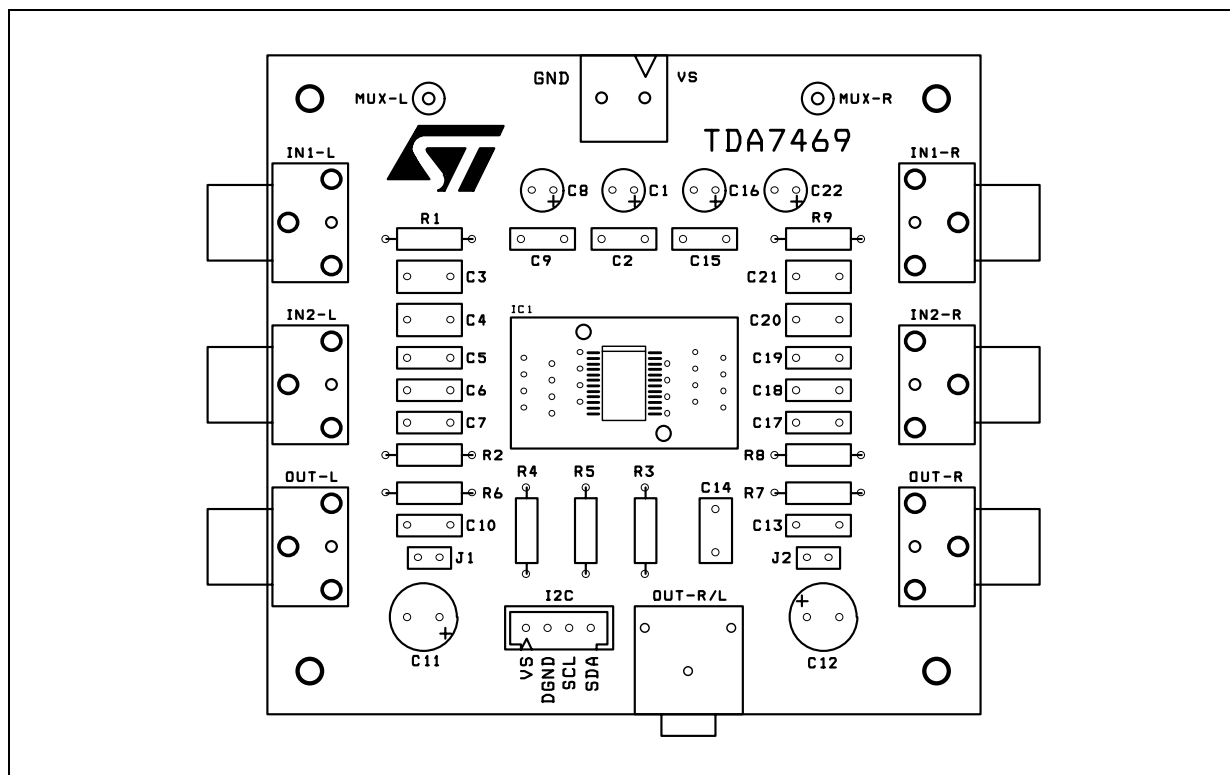 GND VS
MUX-L MUX-R
ST TDA7469
IN1-L IN1-R
C8 C1 C16 C22
R1 R9
C9 C2 C15
C3 C21
IC1
IN2-L IN2-R
C4 C20
C5 C19
C6 C18
C7 C17
R2 R8
R4 R5 R3
OUT-L OUT-R
C14
R6 R7
C10 C13
J1 J2
I2C OUT-R/L
C11 C12
VS
DGND
SCL
SDA